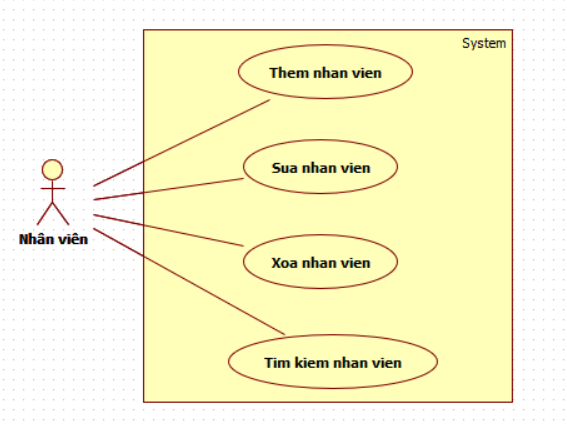 System
Them nhan vien
Sua nhan vien
Nhân viên
Xoa nhan vien
Tim kiem nhan vien